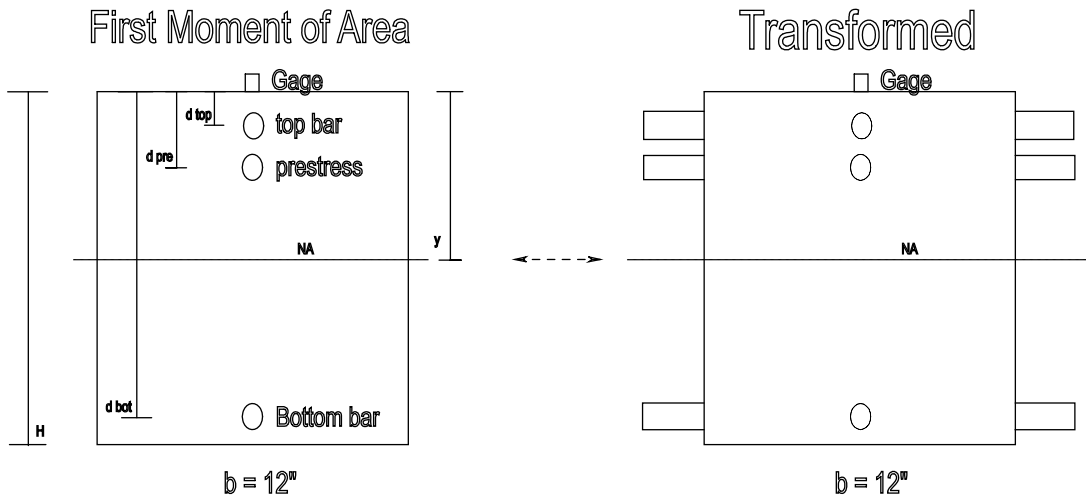 First Moment of Area
Transformed
Gage
d top
top bar
d pre
prestress
NA
y
d bot
Bottom bar
H
b = 12"
Gage
NA
b = 12"